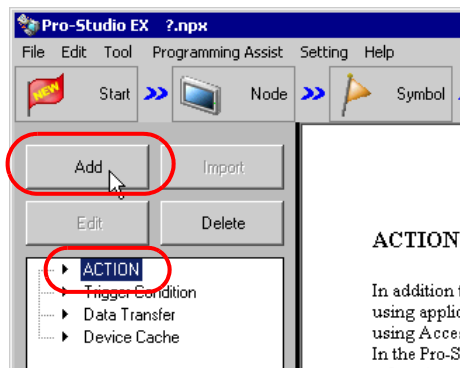 Pro-Studio EX ?.npx
File Edit Tool Programming Assist Setting Help
NEW Start Node Symbol
Add Import
Edit Delete
ACTION
Trigger Condition
Data Transfer
Device Cache
ACTION
In addition
using applic
using Acces
In the Pro-S